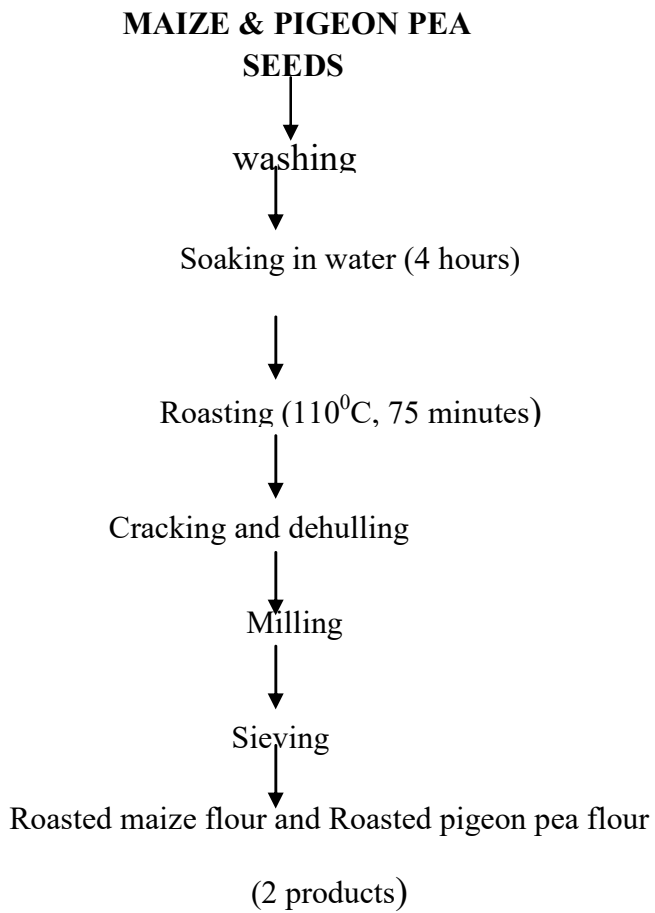 MAIZE & PIGEON PEA
SEEDS
washing
Soaking in water (4 hours)
Roasting (110⁰C, 75 minutes)
Cracking and dehulling
Milling
Sieving
Roasted maize flour and Roasted pigeon pea flour
(2 products)